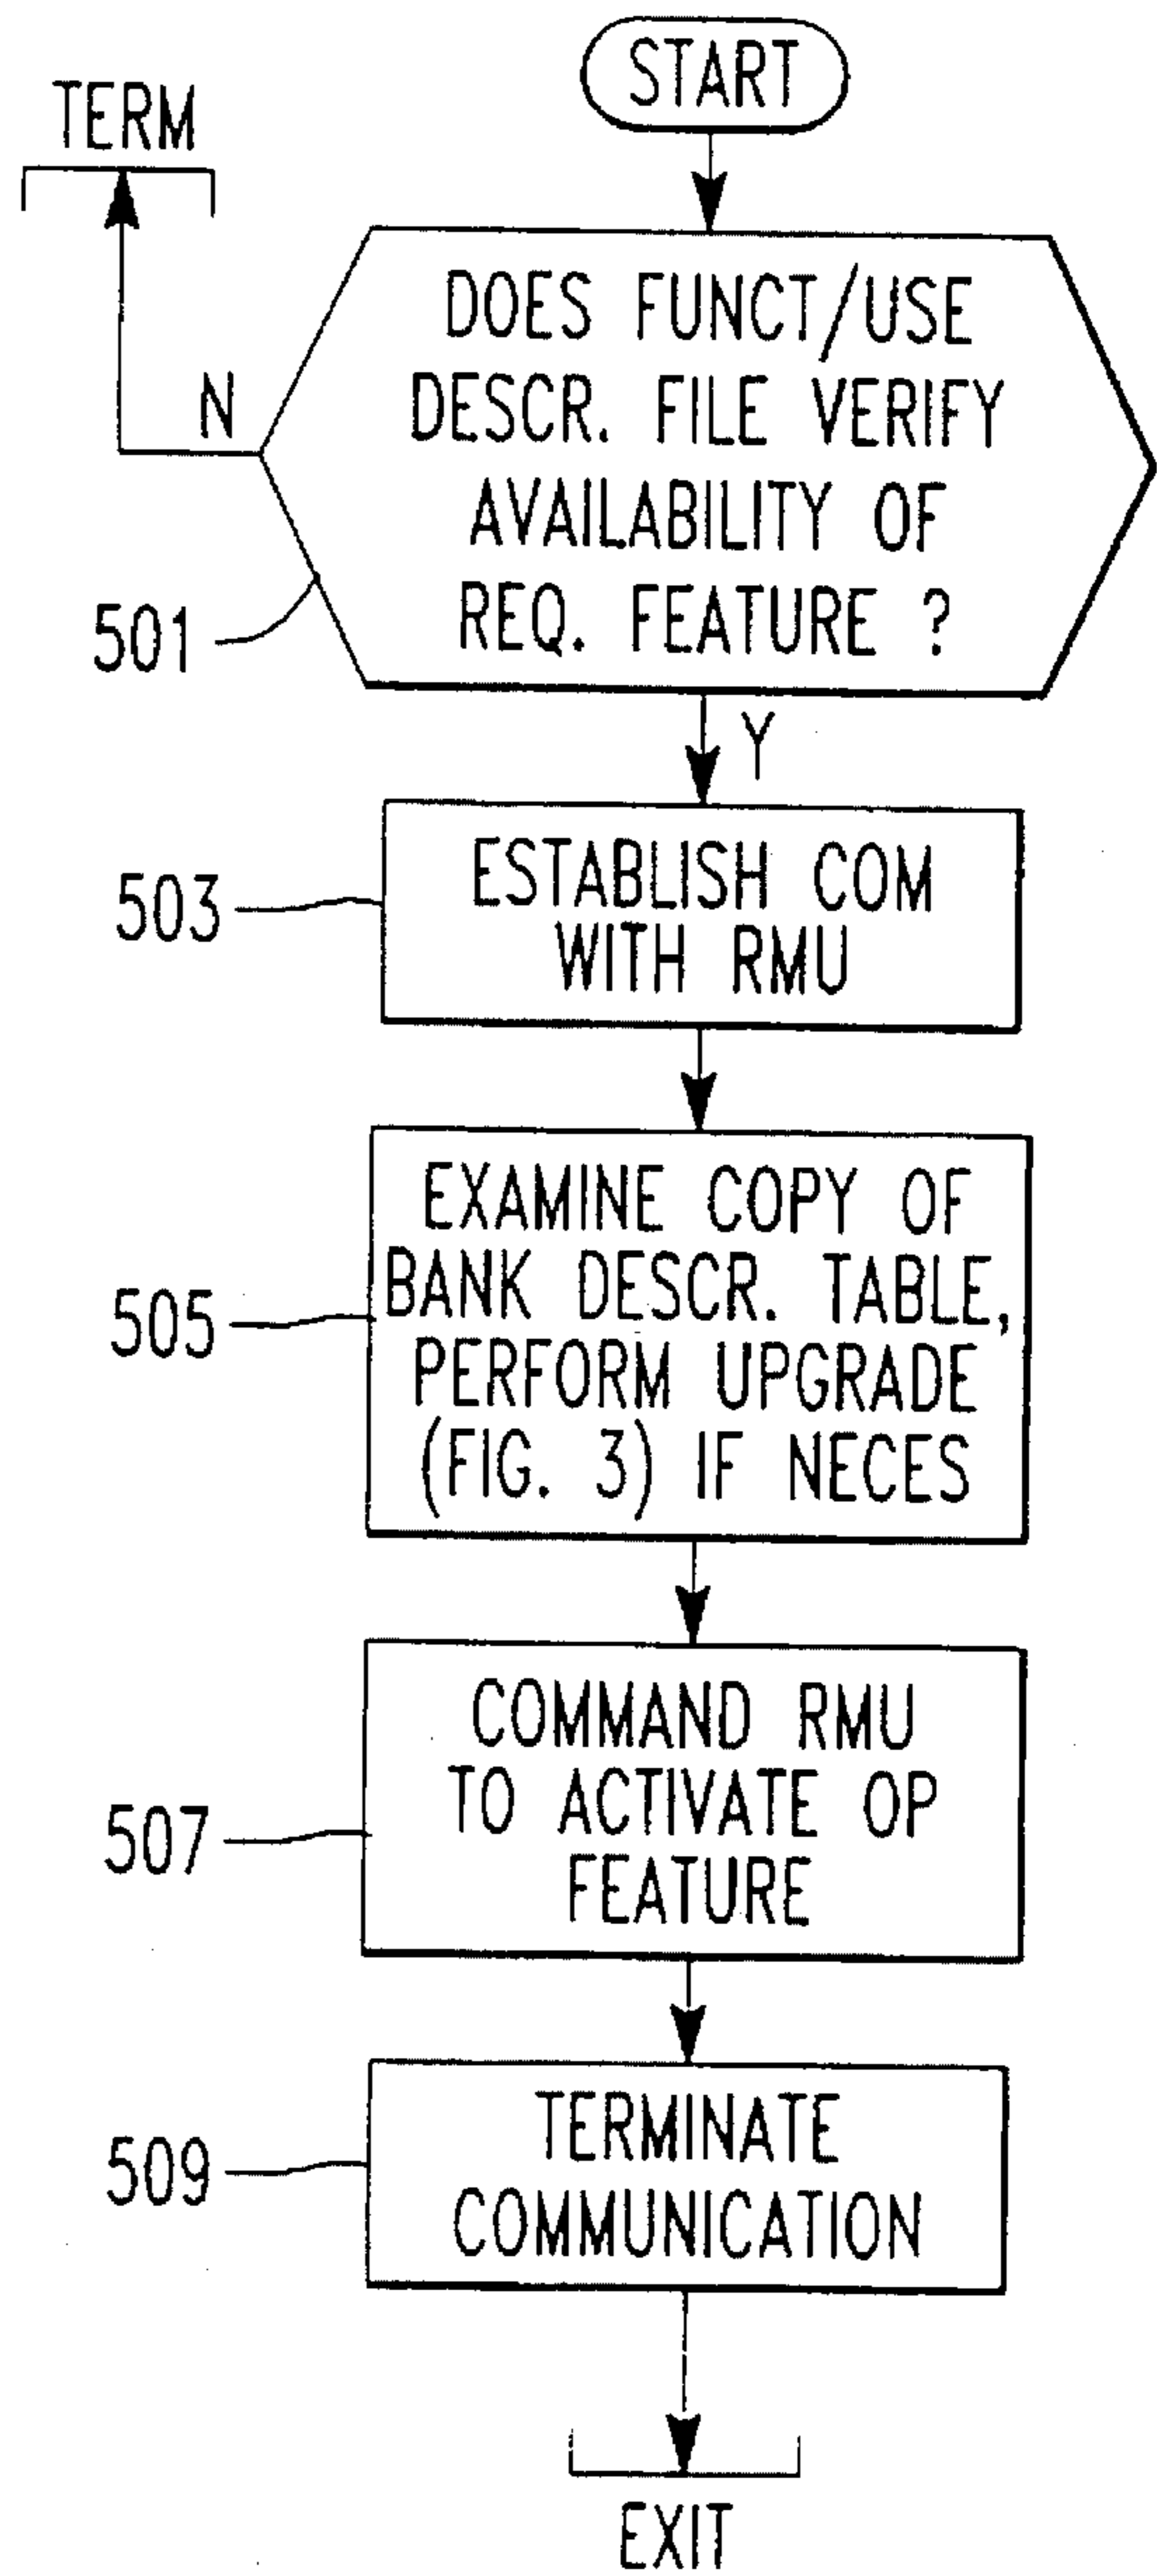 START
TERM
DOES FUNCT/USE
DESCR. FILE VERIFY
AVAILABILITY OF
REQ. FEATURE ?
N
501
Y
ESTABLISH COM
WITH RMU
503
EXAMINE COPY OF
BANK DESCR. TABLE,
PERFORM UPGRADE
(FIG. 3) IF NECES
505
COMMAND RMU
TO ACTIVATE OP
FEATURE
507
TERMINATE
COMMUNICATION
509
EXIT